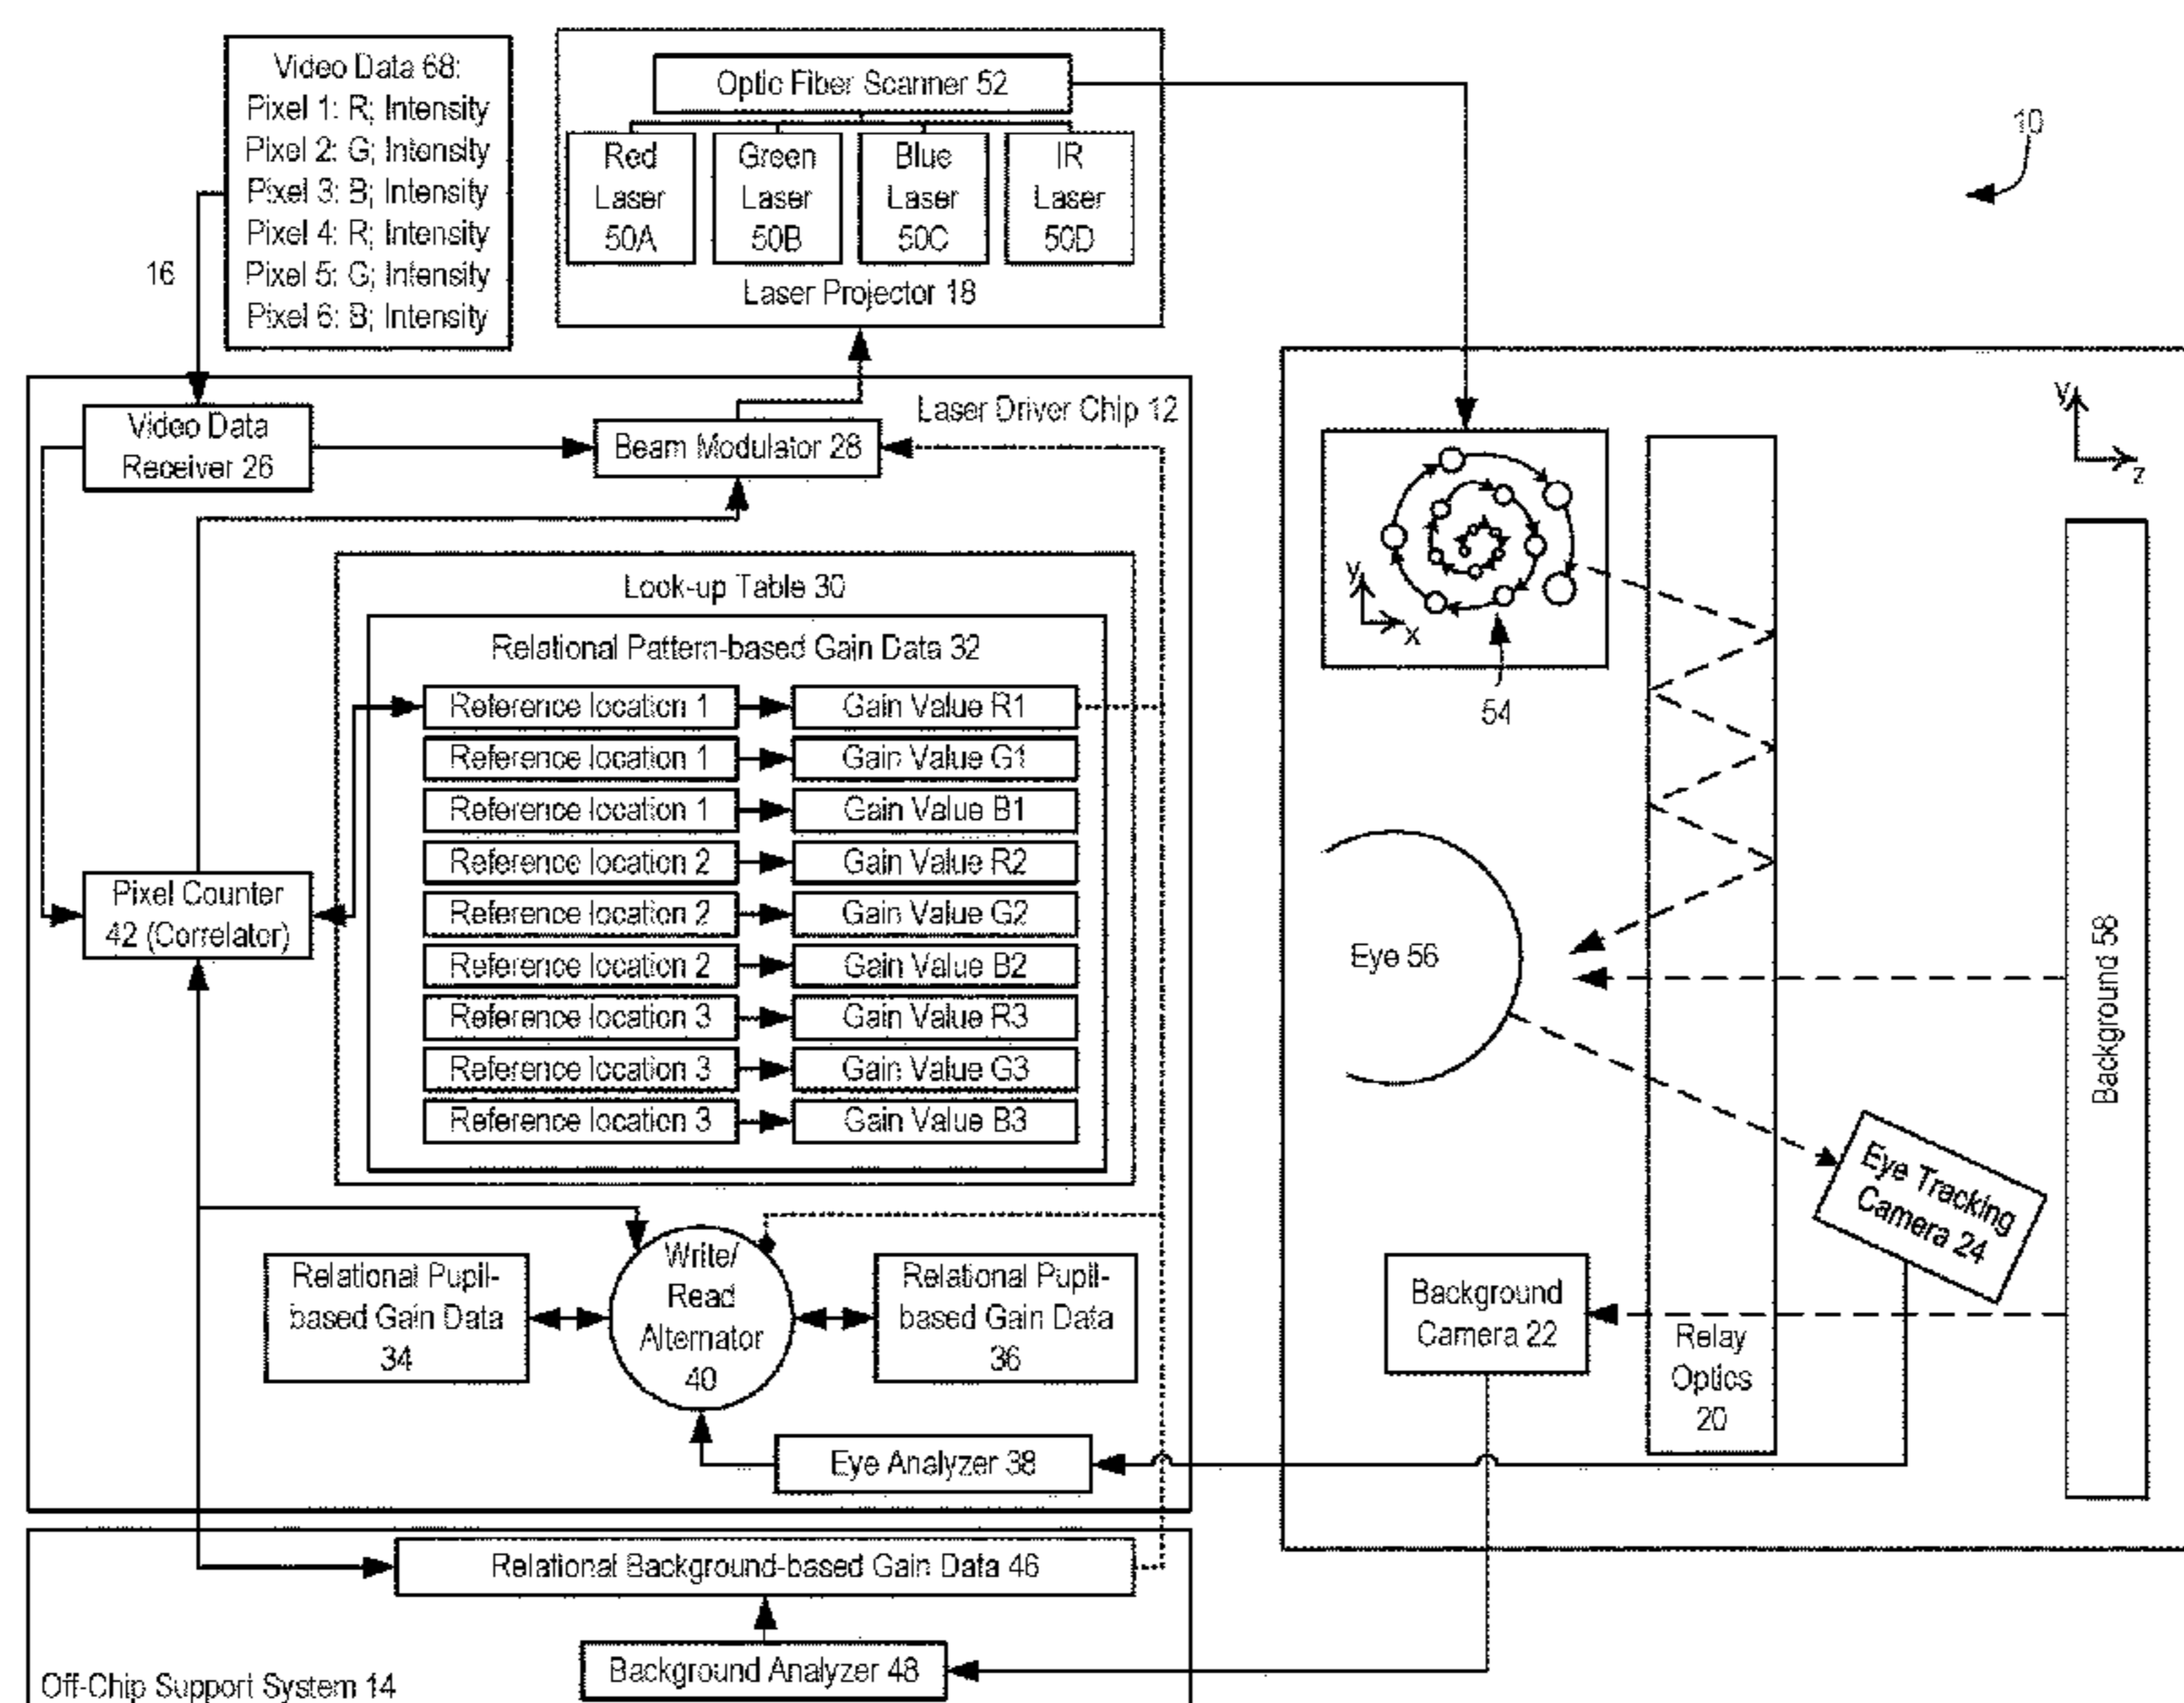 Video Data 68:
Pixel 1: R; Intensity
Pixel 2: G; Intensity
Pixel 3: B; Intensity
Pixel 4: R; Intensity
Pixel 5: G; Intensity
Pixel 6: B; Intensity
16
Optic Fiber Scanner 52
Red
Laser
50A
Green
Laser
50B
Blue
Laser
50C
IR
Laser
50D
Laser Projector 18
10
Laser Driver Chip 12
Video Data
Receiver 26
Beam Modulator 28
Look-up Table 30
Relational Pattern-based Gain Data 32
Reference location 1
Gain Value R1
Reference location 1
Gain Value G1
Reference location 1
Gain Value B1
Reference location 2
Gain Value R2
Reference location 2
Gain Value G2
Reference location 2
Gain Value B2
Reference location 3
Gain Value R3
Reference location 3
Gain Value G3
Reference location 3
Gain Value B3
Pixel Counter
42 (Correlator)
Relational Pupil-
based Gain Data
34
Write/
Read
Alternator
40
Relational Pupil-
based Gain Data
36
Eye Analyzer 38
Relational Background-based Gain Data 46
Background Analyzer 48
Off-Chip Support System 14
y
x
54
y
z
Eye 56
Background 58
Eye Tracking
Camera 24
Background
Camera 22
Relay
Optics
20